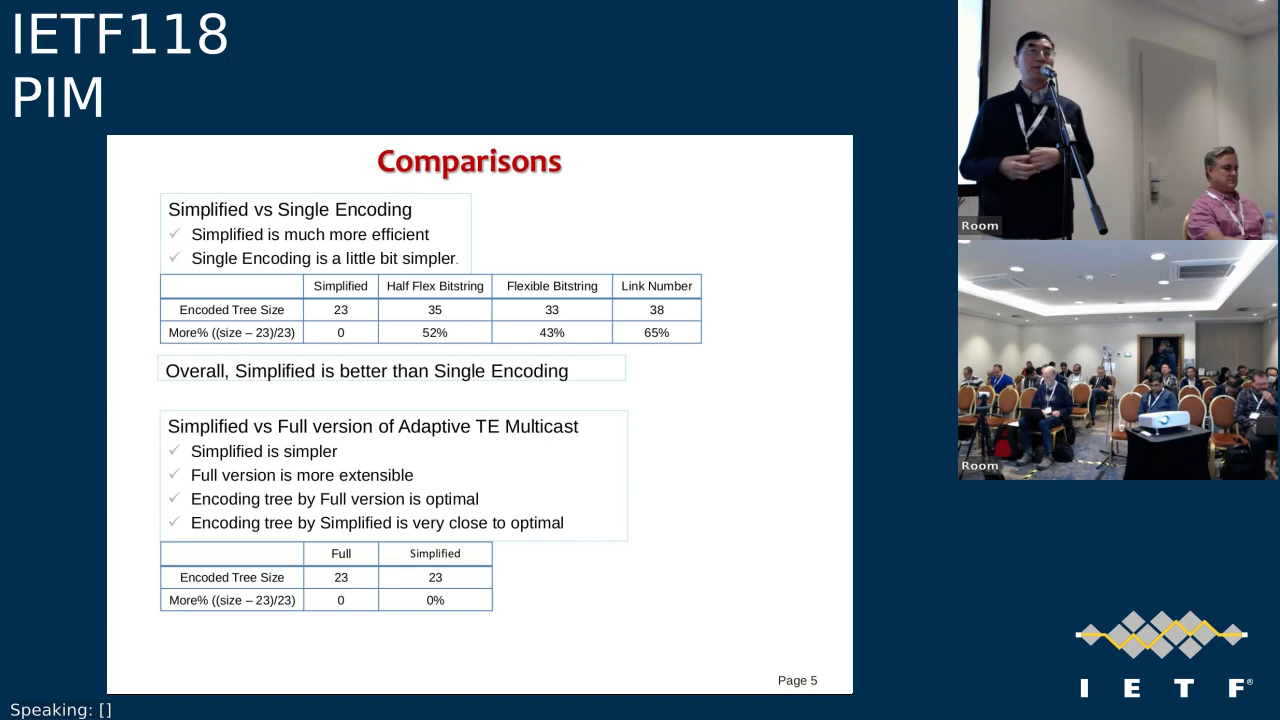 IETF118
PIM
Comparisons
Simplified vs Single Encoding
✓ Simplified is much more efficient
✓ Single Encoding is a little bit simpler.
Simplified Half Flex Bitstring Flexible Bitstring Link Number
Encoded Tree Size 23 35 33 38
More% ((size – 23)/23) 0 52% 43% 65%
Overall, Simplified is better than Single Encoding
Simplified vs Full version of Adaptive TE Multicast
✓ Simplified is simpler
✓ Full version is more extensible
✓ Encoding tree by Full version is optimal
✓ Encoding tree by Simplified is very close to optimal
Full Simplified
Encoded Tree Size 23 23
More% ((size – 23)/23) 0 0%
Page 5
Room
Room
I E T F®
Speaking: []